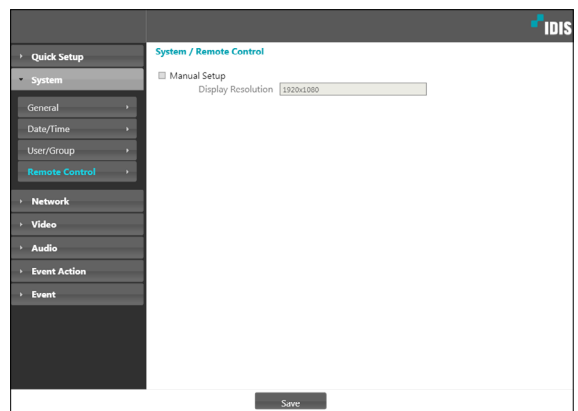 IDIS
Quick Setup
System
General
Date/Time
User/Group
Remote Control
Network
Video
Audio
Event Action
Event
System / Remote Control
Manual Setup
Display Resolution 1920x1080
Save